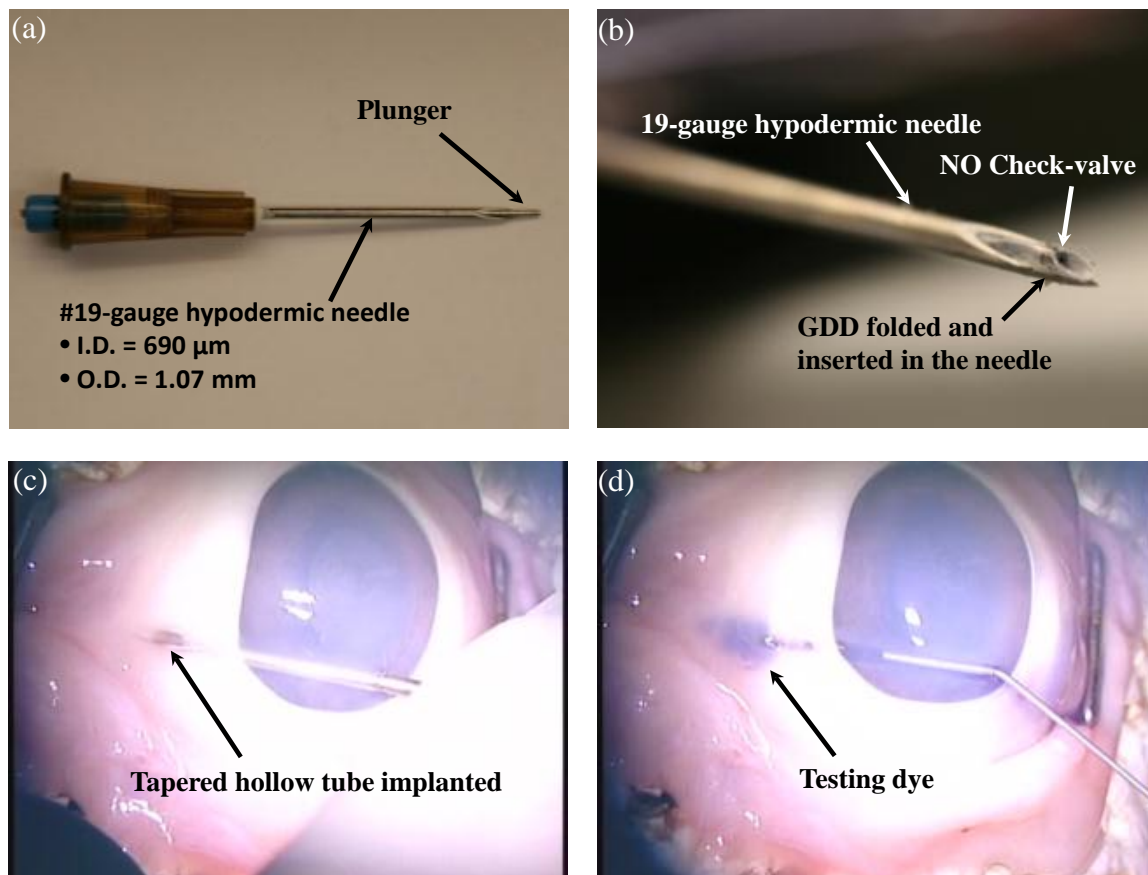 (a)
Plunger
#19-gauge hypodermic needle
• I.D. = 690 μm
• O.D. = 1.07 mm
(b)
19-gauge hypodermic needle
NO Check-valve
GDD folded and
inserted in the needle
(c)
Tapered hollow tube implanted
(d)
Testing dye